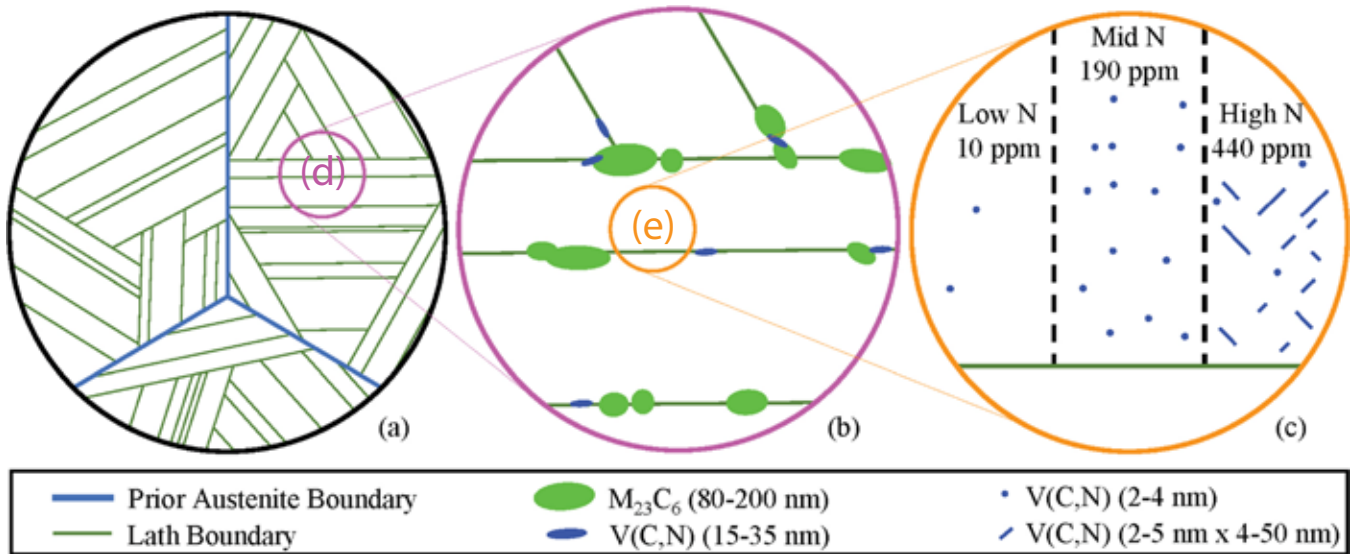 Mid N
190 ppm
Low N
10 ppm
High N
440 ppm
(d)
(e)
(a)
(b)
(c)
Prior Austenite Boundary
Lath Boundary
M₂₃C₆ (80-200 nm)
V(C,N) (15-35 nm)
V(C,N) (2-4 nm)
V(C,N) (2-5 nm x 4-50 nm)